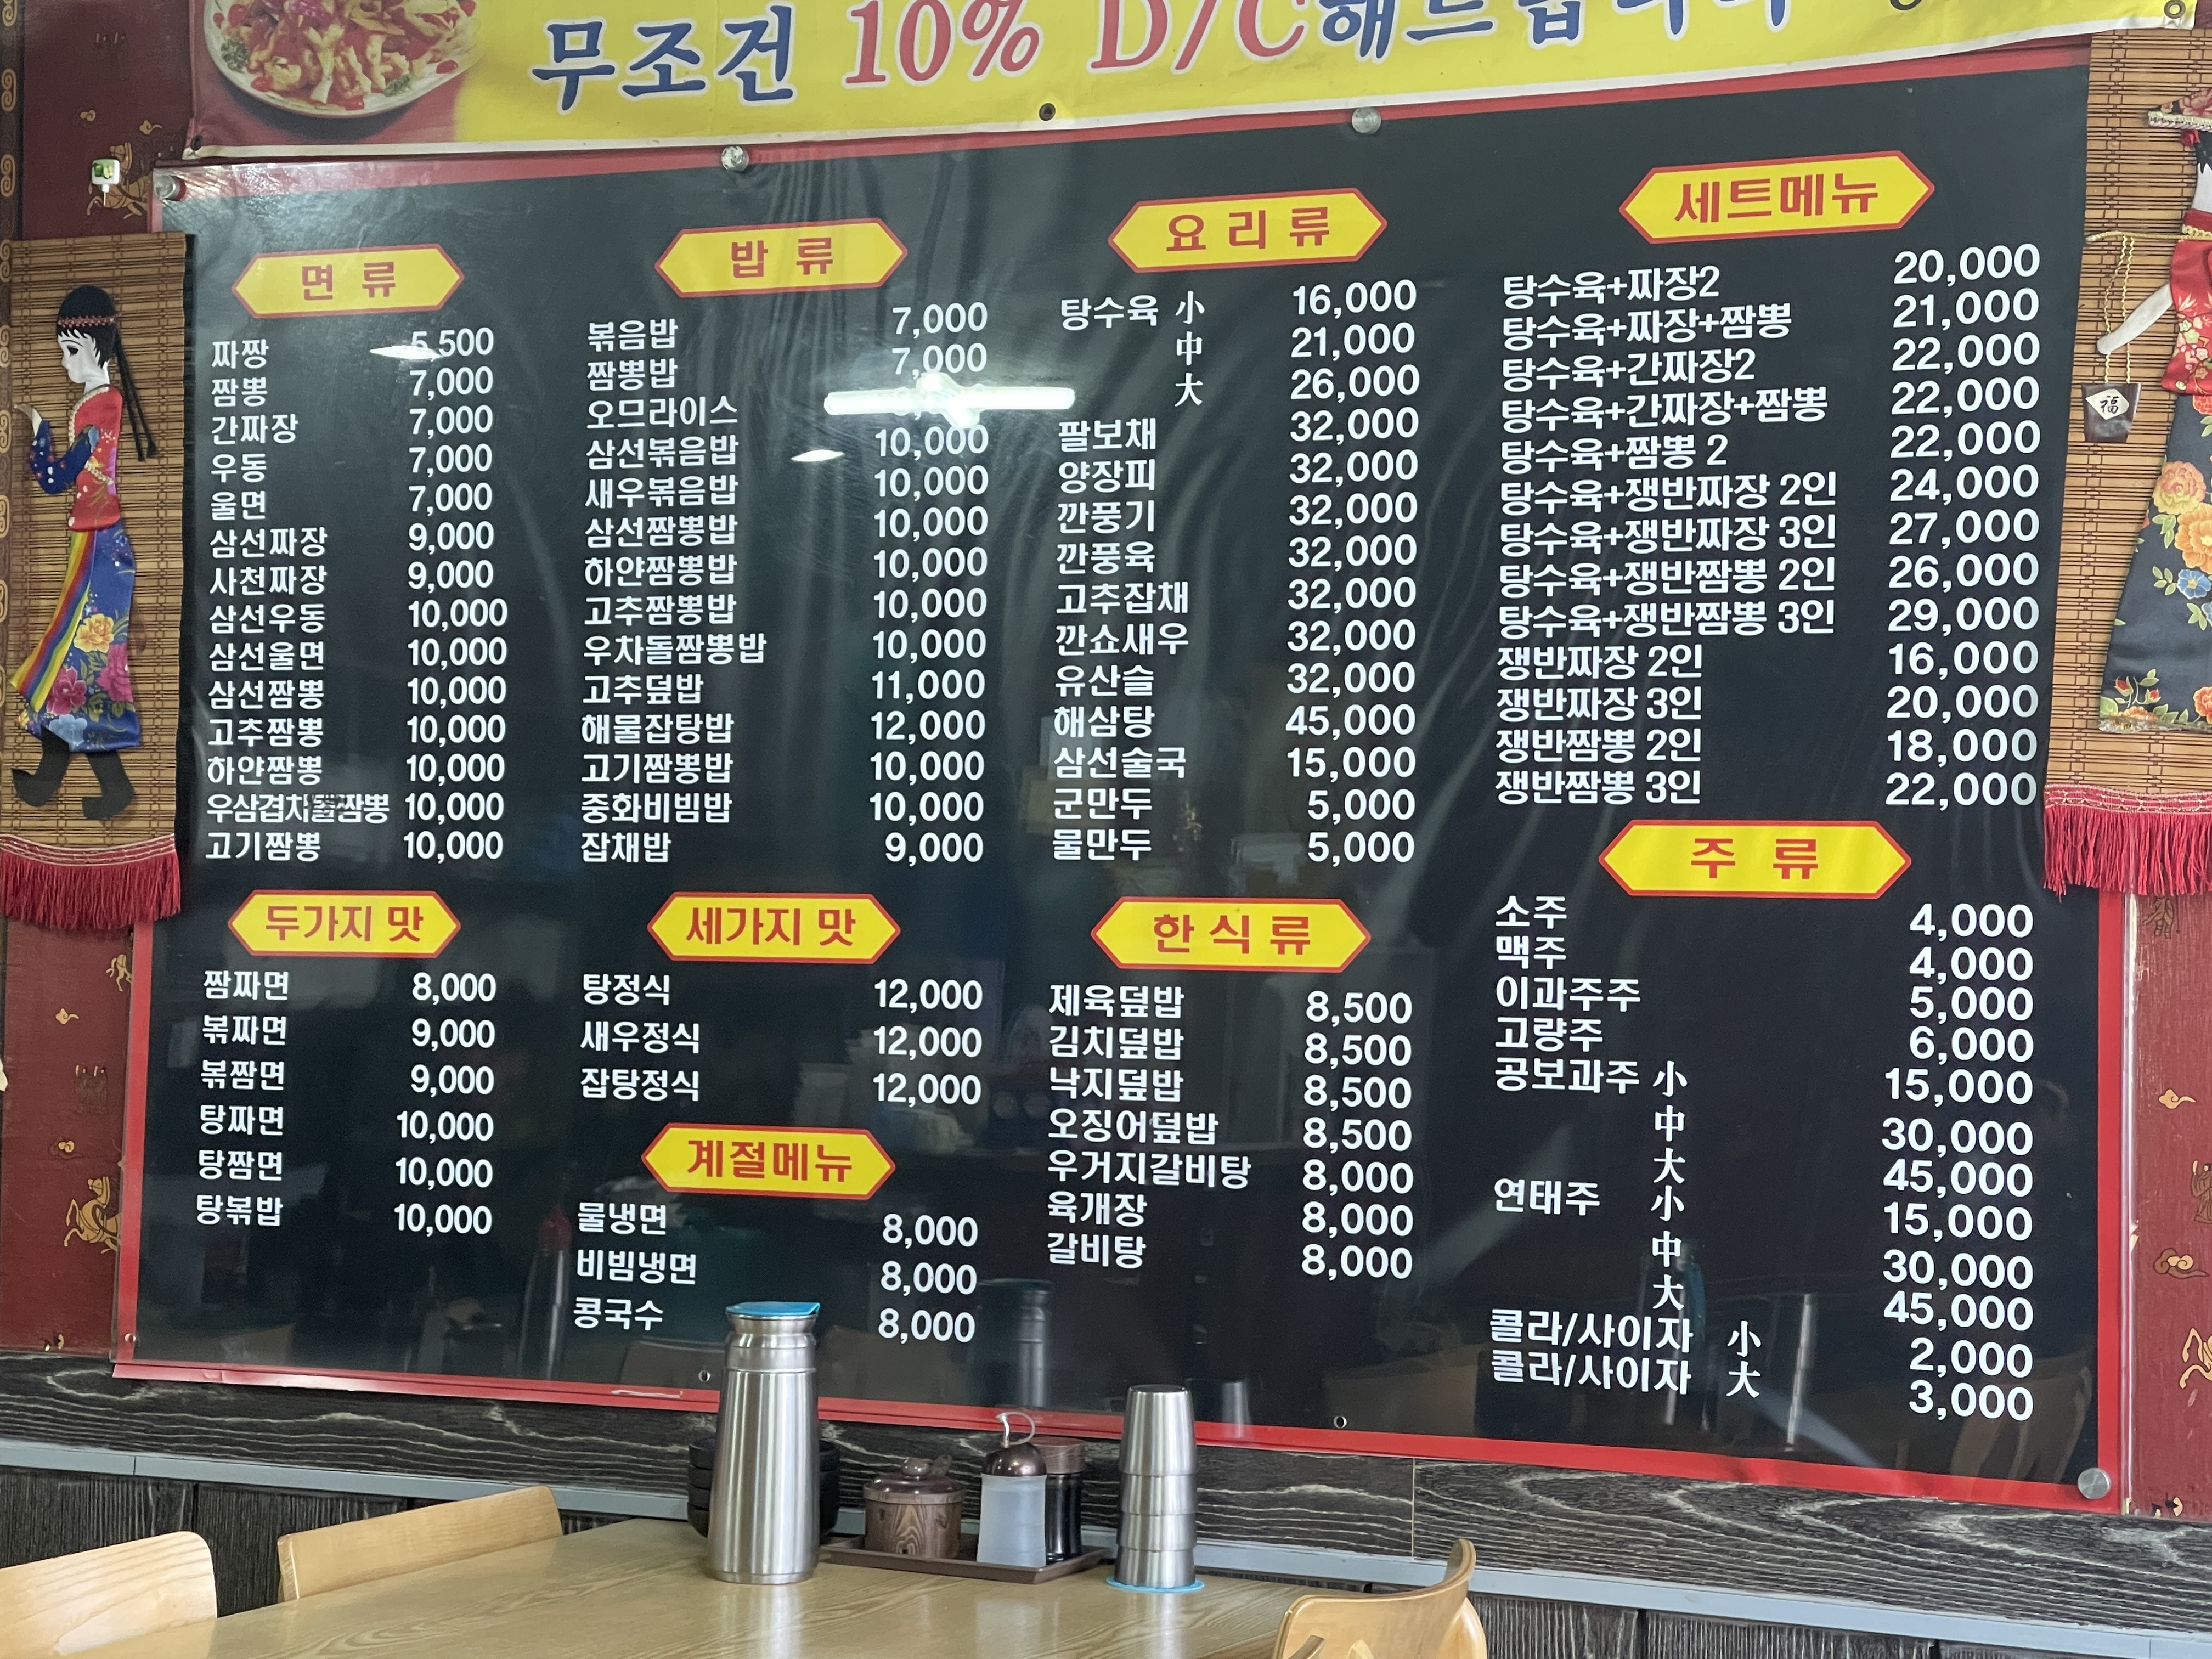 무조건 10% D/C해드립니다
면 류
짜짱 5,500
짬뽕 7,000
간짜장 7,000
우동 7,000
울면 7,000
삼선짜장 9,000
사천짜장 9,000
삼선우동 10,000
삼선울면 10,000
삼선짬뽕 10,000
고추짬뽕 10,000
하얀짬뽕 10,000
우삼겹차돌짬뽕 10,000
고기짬뽕 10,000
밥 류
볶음밥 7,000
짬뽕밥 7,000
오므라이스
삼선볶음밥 10,000
새우볶음밥 10,000
삼선짬뽕밥 10,000
하얀짬뽕밥 10,000
고추짬뽕밥 10,000
우차돌짬뽕밥 10,000
고추덮밥 11,000
해물잡탕밥 12,000
고기짬뽕밥 10,000
중화비빔밥 10,000
잡채밥 9,000
요 리 류
탕수육 小 16,000
中 21,000
大 26,000
팔보채 32,000
양장피 32,000
깐풍기 32,000
깐풍육 32,000
고추잡채 32,000
깐쇼새우 32,000
유산슬 32,000
해삼탕 45,000
삼선술국 15,000
군만두 5,000
물만두 5,000
세트메뉴
탕수육+짜장2 20,000
탕수육+짜장+짬뽕 21,000
탕수육+간짜장2 22,000
탕수육+간짜장+짬뽕 22,000
탕수육+짬뽕 2 22,000
탕수육+쟁반짜장 2인 24,000
탕수육+쟁반짜장 3인 27,000
탕수육+쟁반짬뽕 2인 26,000
탕수육+쟁반짬뽕 3인 29,000
쟁반짜장 2인 16,000
쟁반짜장 3인 20,000
쟁반짬뽕 2인 18,000
쟁반짬뽕 3인 22,000
두가지 맛
짬짜면 8,000
볶짜면 9,000
볶짬면 9,000
탕짜면 10,000
탕짬면 10,000
탕볶밥 10,000
세가지 맛
탕정식 12,000
새우정식 12,000
잡탕정식 12,000
계절메뉴
물냉면 8,000
비빔냉면 8,000
콩국수 8,000
한 식 류
제육덮밥 8,500
김치덮밥 8,500
낙지덮밥 8,500
오징어덮밥 8,500
우거지갈비탕 8,000
육개장 8,000
갈비탕 8,000
주 류
소주 4,000
맥주 4,000
이과주주 5,000
고량주 6,000
공보과주 小 15,000
中 30,000
大 45,000
연태주 小 15,000
中 30,000
大 45,000
콜라/사이자 小 2,000
콜라/사이자 大 3,000
福